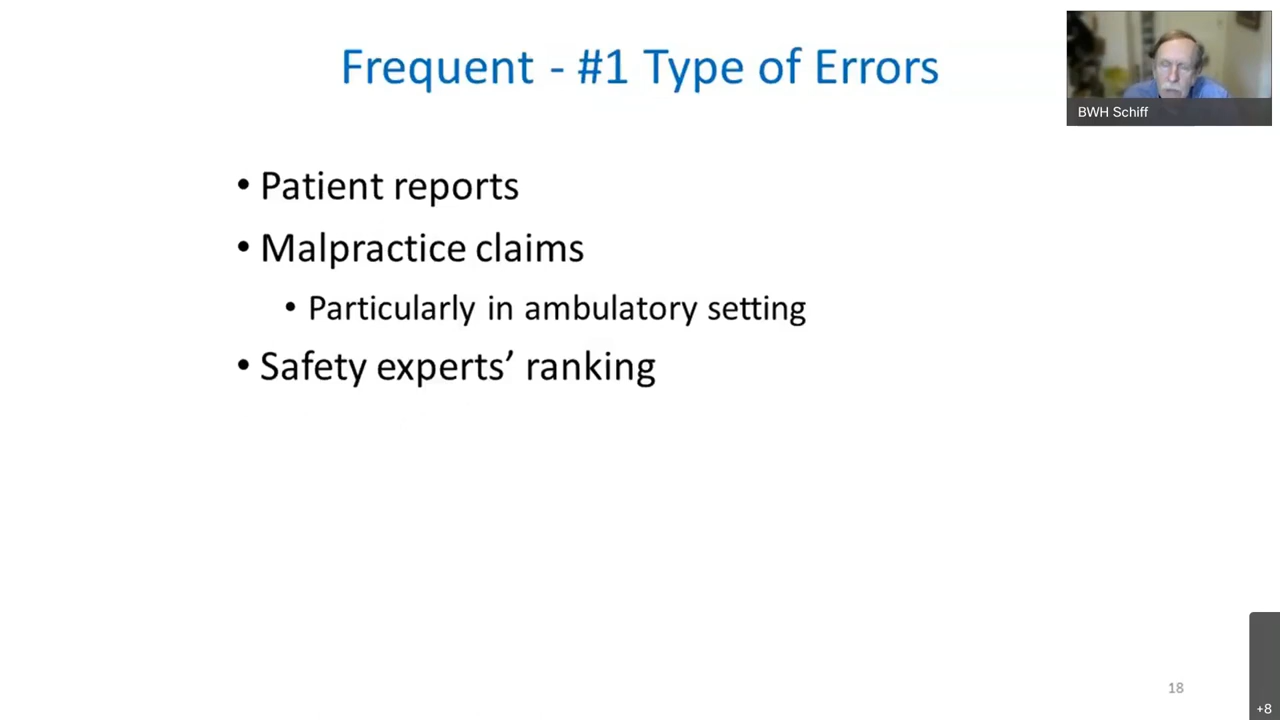 Frequent - #1 Type of Errors
BWH Schiff
• Patient reports
• Malpractice claims
• Particularly in ambulatory setting
• Safety experts’ ranking
18
+8